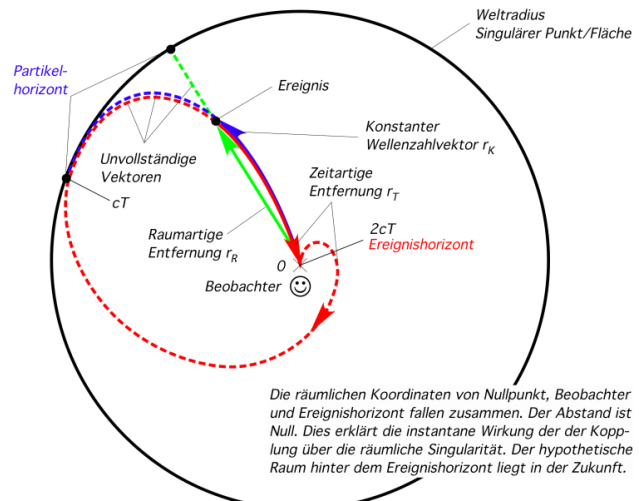 Weltradius
Singulärer Punkt/Fläche
Partikel-
horizont
Ereignis
Konstanter
Wellenzahlvektor rK
Unvollständige
Vektoren
Zeitartige
Entfernung rT
cT
Raumartige
Entfernung rR
2cT
Ereignishorizont
0
Beobachter
Die räumlichen Koordinaten von Nullpunkt, Beobachter
und Ereignishorizont fallen zusammen. Der Abstand ist
Null. Dies erklärt die instantane Wirkung der der Kopp-
lung über die räumliche Singularität. Der hypothetische
Raum hinter dem Ereignishorizont liegt in der Zukunft.